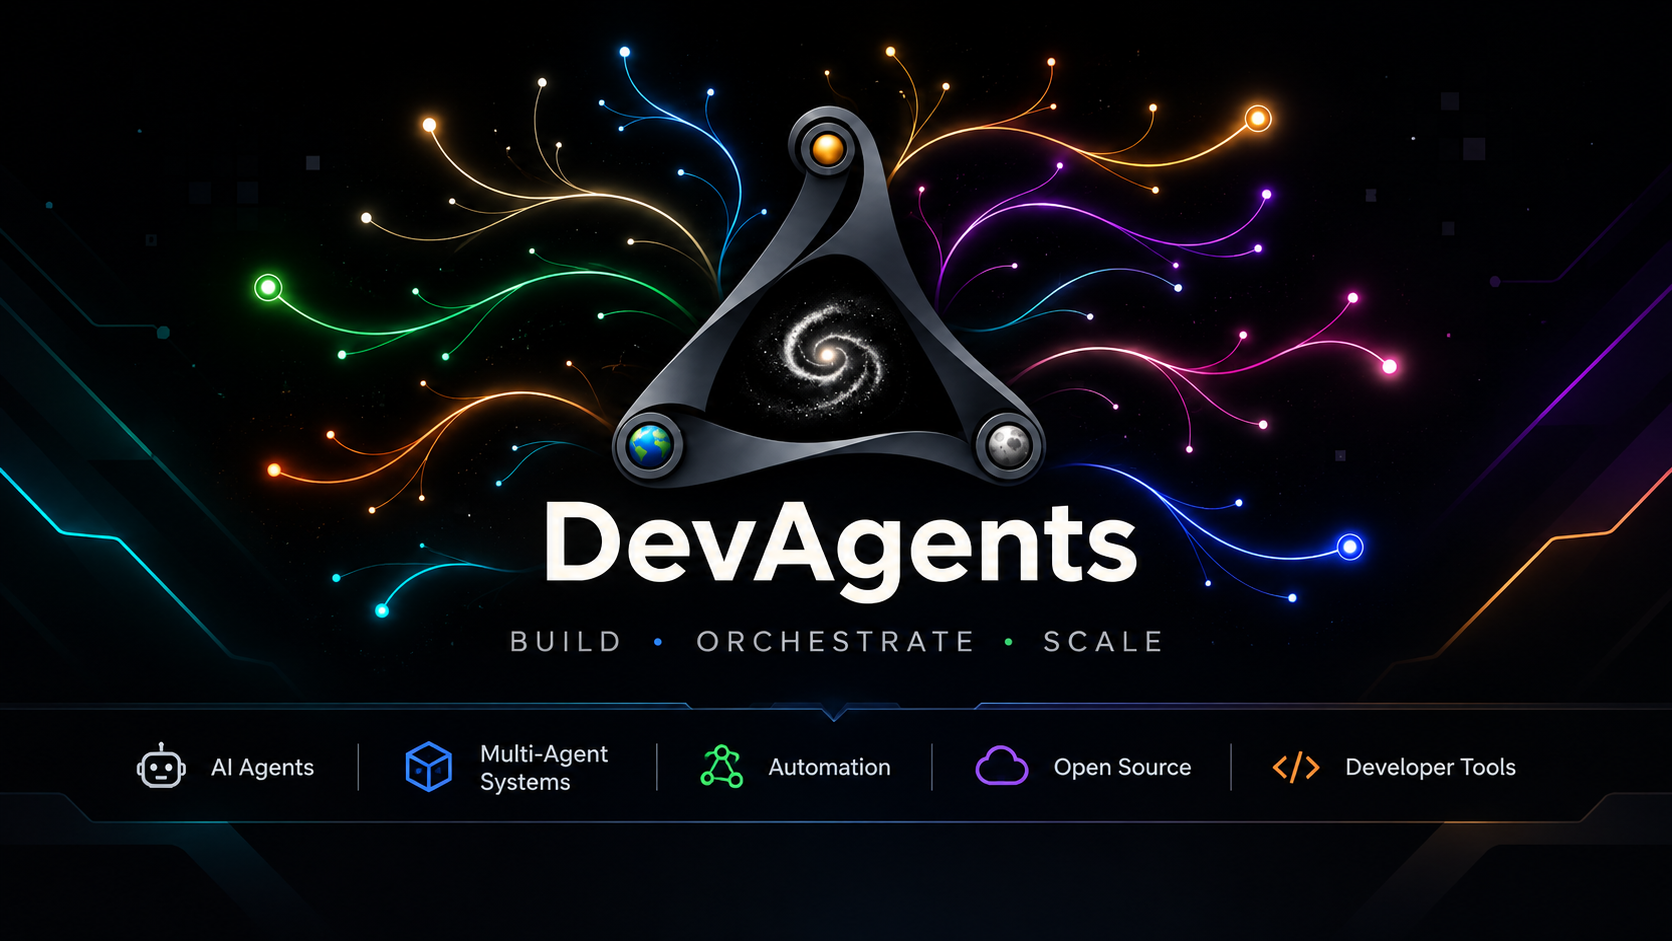 DevAgents
BUILD • ORCHESTRATE • SCALE
AI Agents
Multi-Agent
Systems
Automation
Open Source
</> Developer Tools